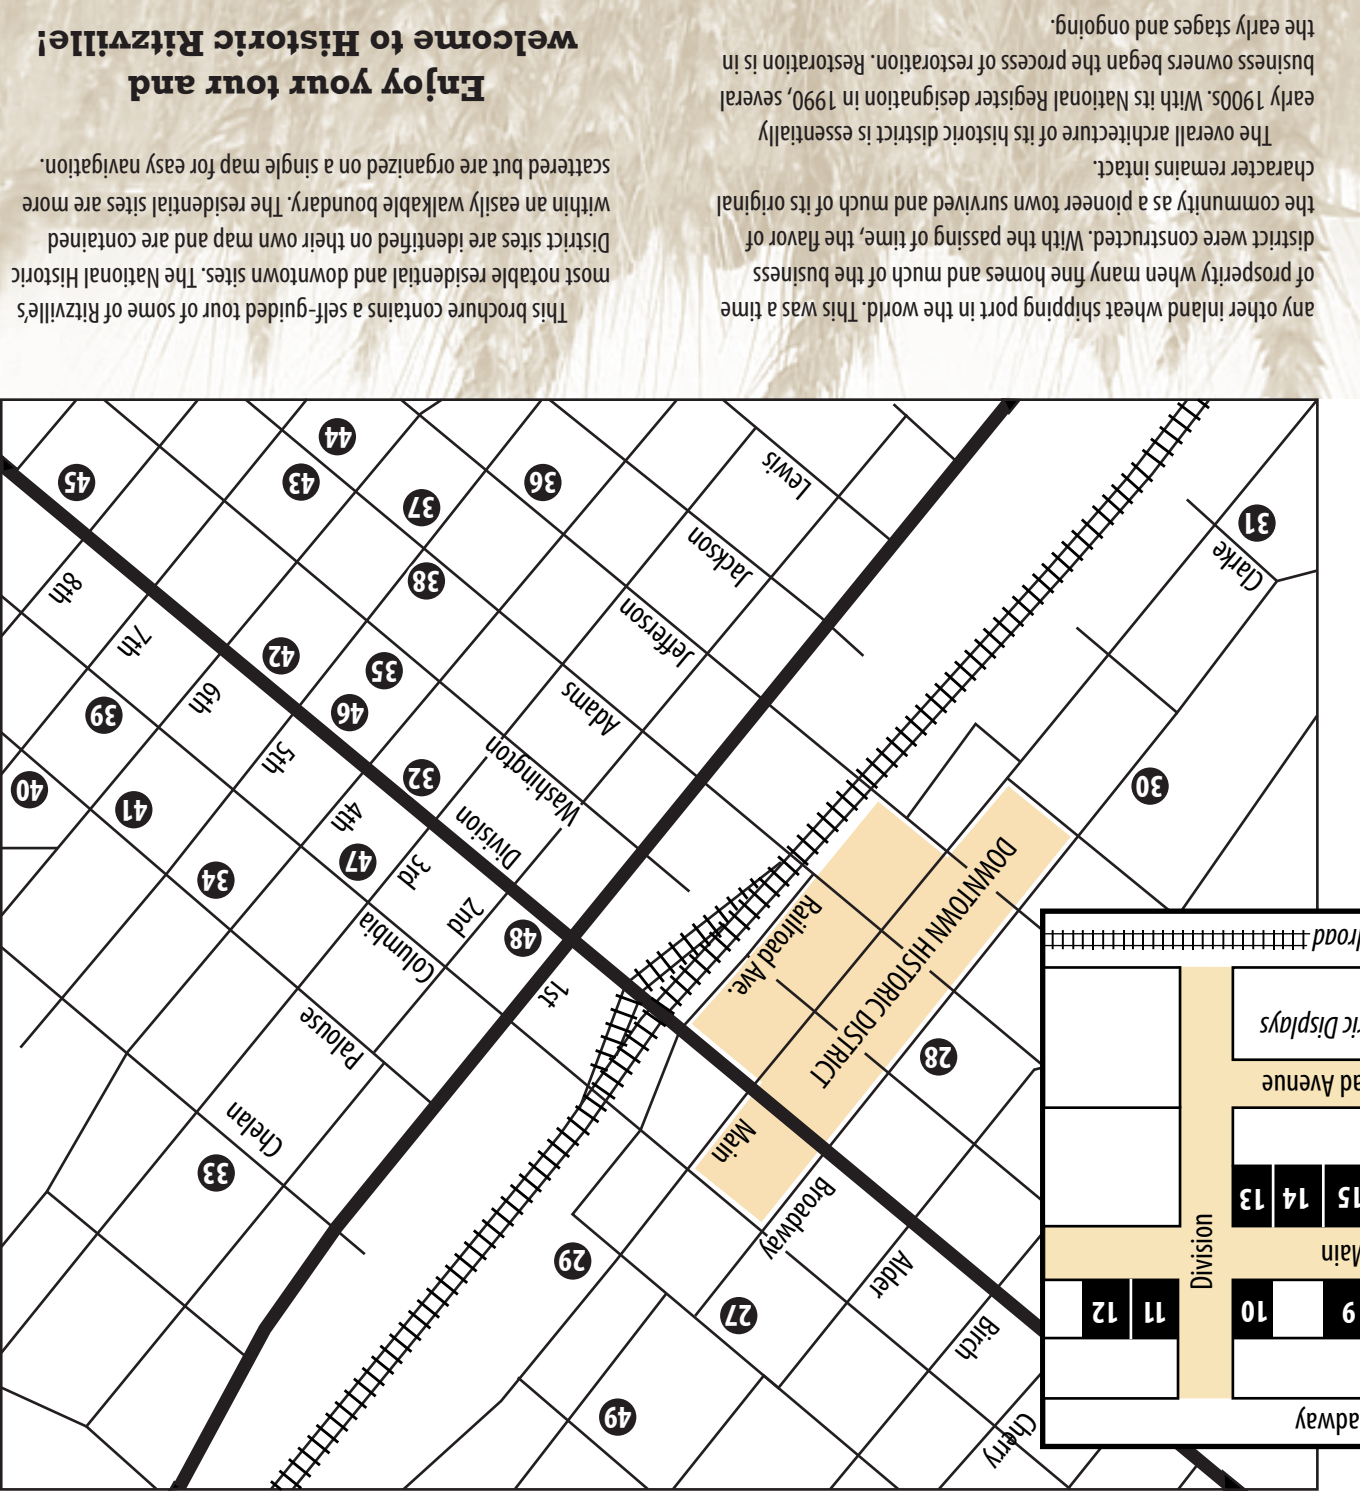 adway
9
10
11
12
Main
Division
15
14
13
ad Avenue
ric Displays
lroad
Cherry
49
Birch
27
Alder
29
Broadway
33
Main
Chelan
28
DOWNTOWN HISTORIC DISTRICT
Palouse
Railroad Ave.
1st
48
2nd
Columbia
34
3rd
47
4th
41
40
30
Division
32
5th
Washington
46
39
6th
Adams
35
42
7th
Jefferson
8th
38
Jackson
Clarke
31
37
Lewis
36
43
45
44
any other inland wheat shipping port in the world. This was a time
of prosperity when many fine homes and much of the business
district were constructed. With the passing of time, the flavor of
the community as a pioneer town survived and much of its original
character remains intact.
The overall architecture of its historic district is essentially
early 1900s. With its National Register designation in 1990, several
business owners began the process of restoration. Restoration is in
the early stages and ongoing.
This brochure contains a self-guided tour of some of Ritzville's
most notable residential and downtown sites. The National Historic
District sites are identified on their own map and are contained
within an easily walkable boundary. The residential sites are more
scattered but are organized on a single map for easy navigation.
Enjoy your tour and
welcome to Historic Ritzville!